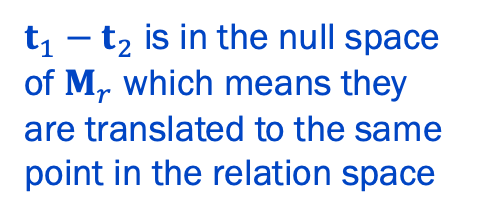 𝐭₁ − 𝐭₂ is in the null space
of 𝐌ᵣ which means they
are translated to the same
point in the relation space